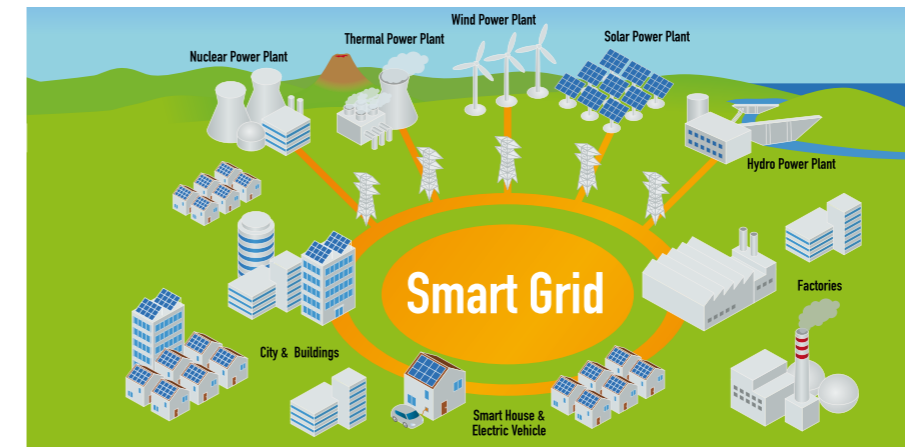 Wind Power Plant
Thermal Power Plant
Solar Power Plant
Nuclear Power Plant
Hydro Power Plant
Smart Grid
Factories
City & Buildings
Smart House &
Electric Vehicle